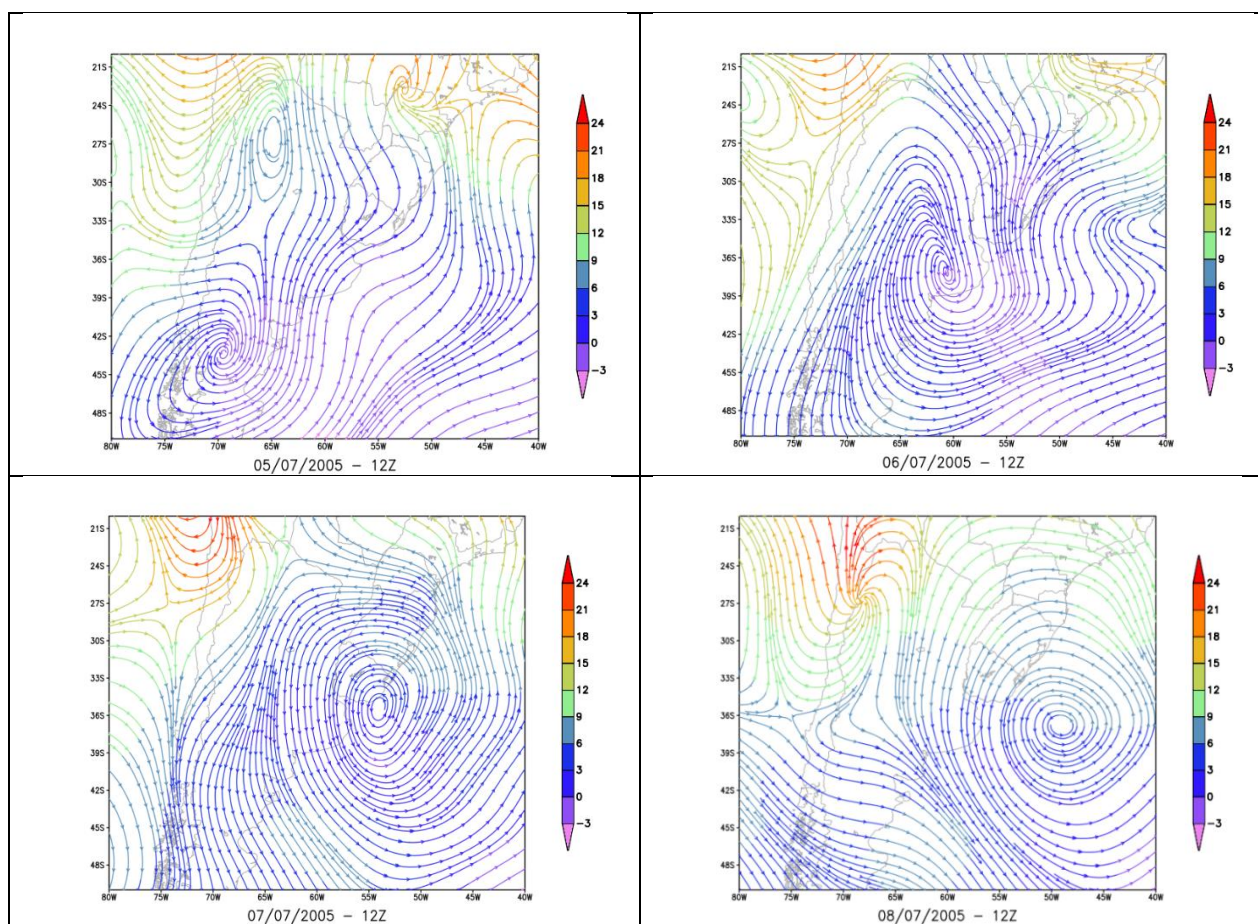 21S
24S
27S
30S
33S
36S
39S
42S
45S
48S
80W 75W 70W 65W 60W 55W 50W 45W 40W
05/07/2005 – 12Z
24
21
18
15
12
9
6
3
0
−3
21S
24S
27S
30S
33S
36S
39S
42S
45S
48S
80W 75W 70W 65W 60W 55W 50W 45W 40W
06/07/2005 – 12Z
24
21
18
15
12
9
6
3
0
−3
21S
24S
27S
30S
33S
36S
39S
42S
45S
48S
80W 75W 70W 65W 60W 55W 50W 45W 40W
07/07/2005 – 12Z
24
21
18
15
12
9
6
3
0
−3
21S
24S
27S
30S
33S
36S
39S
42S
45S
48S
80W 75W 70W 65W 60W 55W 50W 45W 40W
08/07/2005 – 12Z
24
21
18
15
12
9
6
3
0
−3